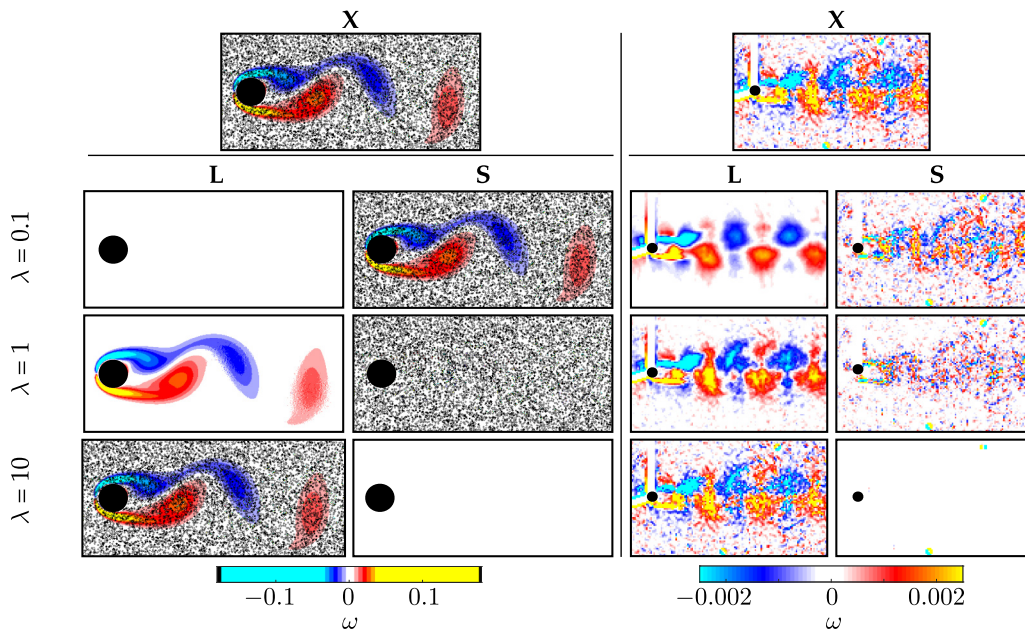 X X
L S L S
λ = 0.1
λ = 1
λ = 10
−0.1 0 0.1 −0.002 0 0.002
ω ω